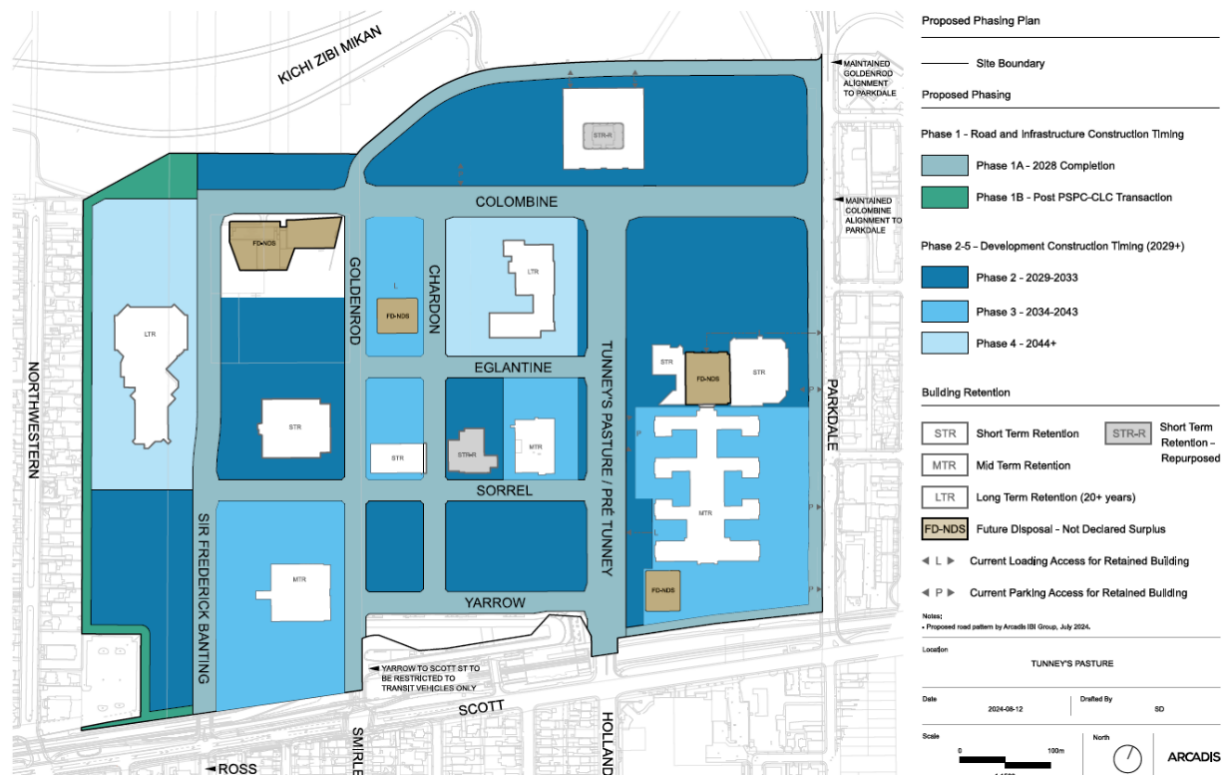 KICHI ZIBI MIKAN
MAINTAINED
GOLDENROD
ALIGNMENT
TO PARKDALE
STR-R
COLOMBINE
MAINTAINED
COLOMBINE
ALIGNMENT TO
PARKDALE
FD-NDS
GOLDENROD
L
FD-NDS
CHARDON
LTR
LTR
NORTHWESTERN
EGLANTINE
TUNNEY'S PASTURE / PRÉ TUNNEY
STR
FD-NDS
STR
PARKDALE
P
P
STR
STR
STR-R
MTR
SORREL
MTR
P
L
SIR FREDERICK BANTING
MTR
FD-NDS
P
YARROW
YARROW TO SCOTT ST TO
BE RESTRICTED TO
TRANSIT VEHICLES ONLY
SCOTT
SMIRLE
HOLLAND
ROSS
Proposed Phasing Plan
Site Boundary
Proposed Phasing
Phase 1 - Road and Infrastructure Construction Timing
Phase 1A - 2028 Completion
Phase 1B - Post PSPC-CLC Transaction
Phase 2-5 - Development Construction Timing (2029+)
Phase 2 - 2029-2033
Phase 3 - 2034-2043
Phase 4 - 2044+
Building Retention
STR Short Term Retention
STR-R Short Term
Retention -
Repurposed
MTR Mid Term Retention
LTR Long Term Retention (20+ years)
FD-NDS Future Disposal - Not Declared Surplus
L Current Loading Access for Retained Building
P Current Parking Access for Retained Building
Notes:
• Proposed road pattern by Arcadis IBI Group, July 2024.
Location
TUNNEY'S PASTURE
Date
2024-08-12
Drafted By
SD
Scale
0 100m
North
ARCADIS